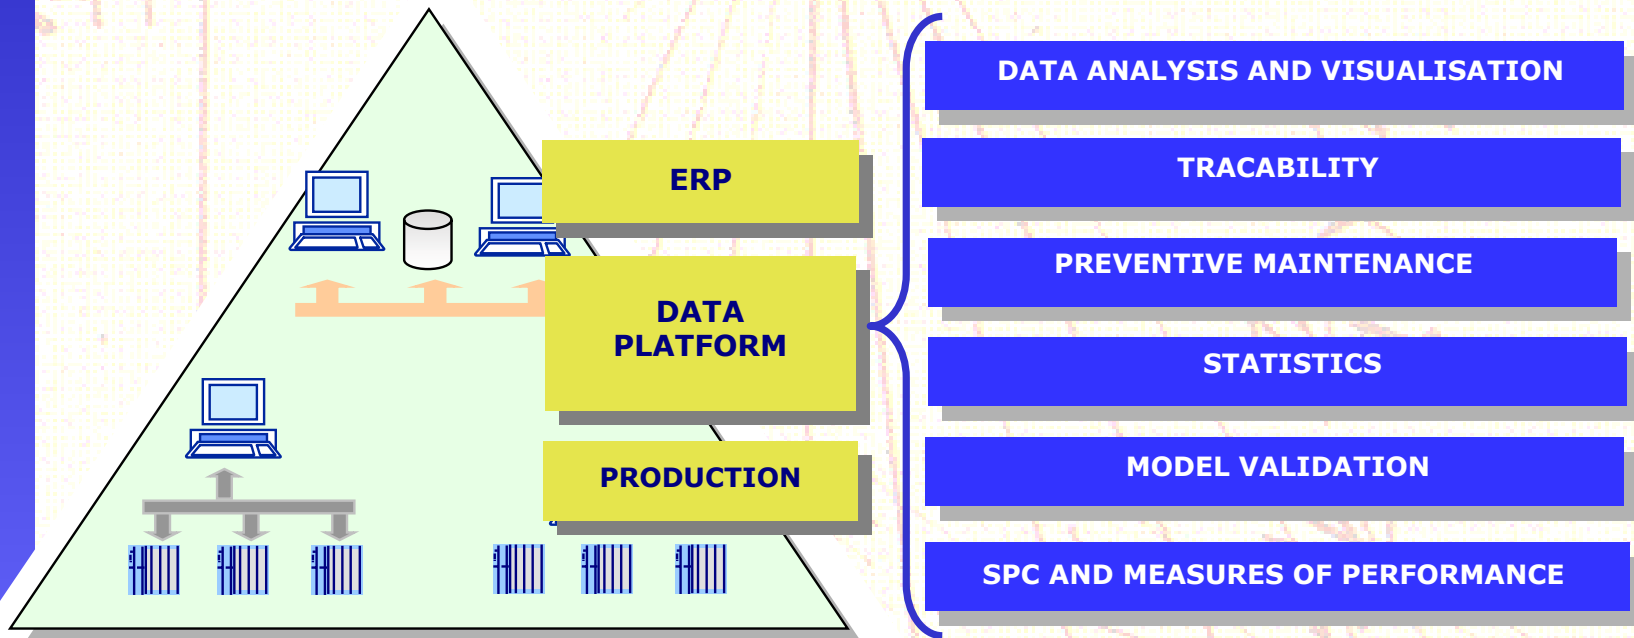 ERP
DATA
PLATFORM
PRODUCTION
DATA ANALYSIS AND VISUALISATION
TRACABILITY
PREVENTIVE MAINTENANCE
STATISTICS
MODEL VALIDATION
SPC AND MEASURES OF PERFORMANCE